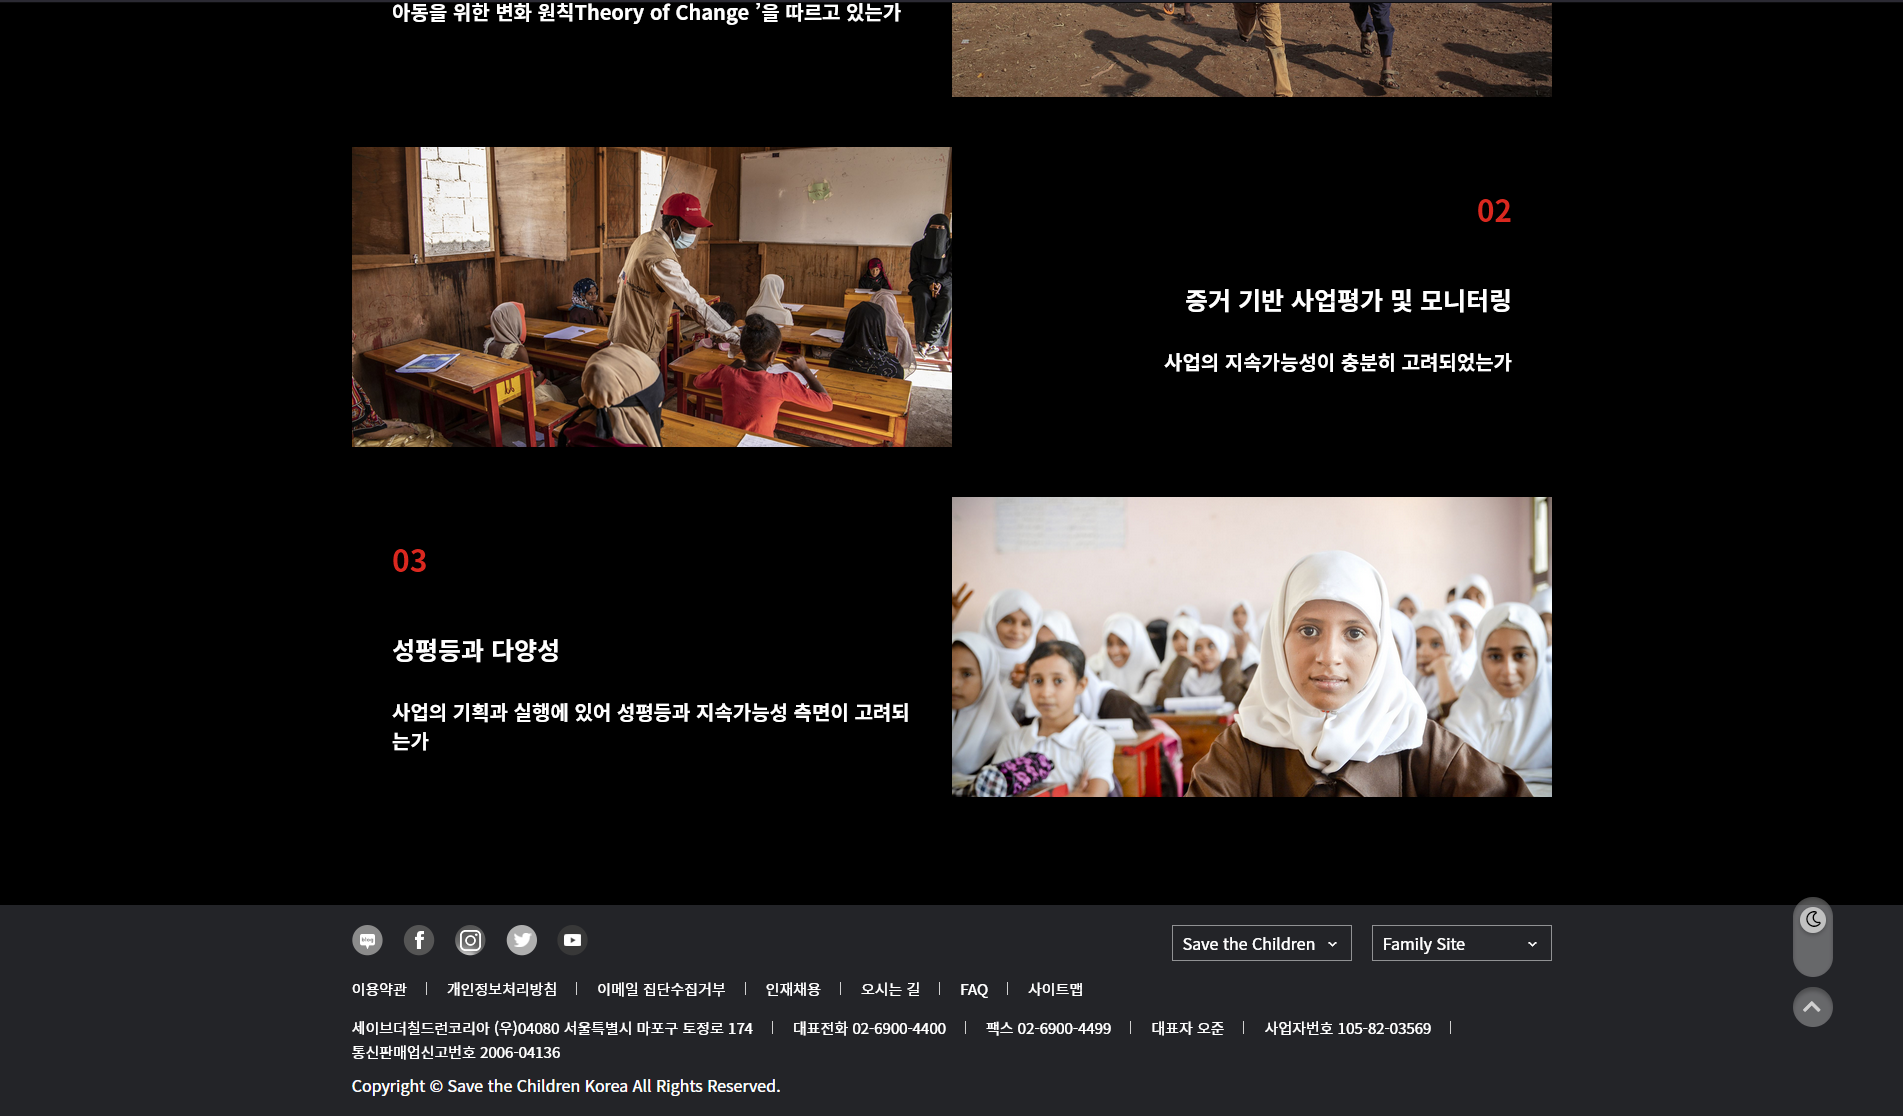 아동을 위한 변화 원칙Theory of Change ’을 따르고 있는가
02
증거 기반 사업평가 및 모니터링
사업의 지속가능성이 충분히 고려되었는가
03
성평등과 다양성
사업의 기획과 실행에 있어 성평등과 지속가능성 측면이 고려되
는가
blog
Save the Children
Family Site
이용약관 | 개인정보처리방침 | 이메일 집단수집거부 | 인재채용 | 오시는 길 | FAQ | 사이트맵
세이브더칠드런코리아 (우)04080 서울특별시 마포구 토정로 174 | 대표전화 02-6900-4400 | 팩스 02-6900-4499 | 대표자 오준 | 사업자번호 105-82-03569 |
통신판매업신고번호 2006-04136
Copyright © Save the Children Korea All Rights Reserved.